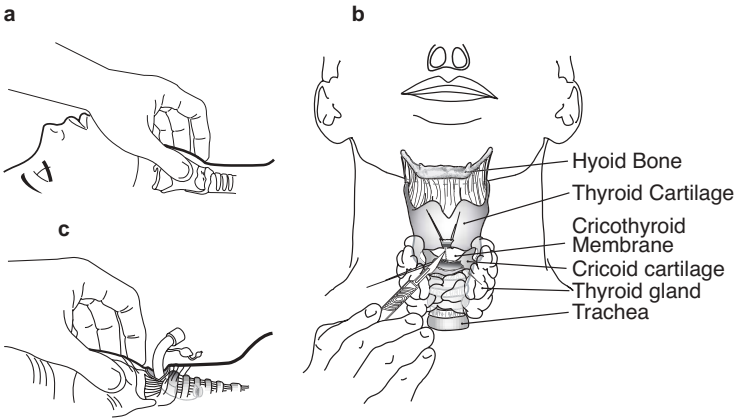 a
b
Hyoid Bone
Thyroid Cartilage
Cricothyroid
Membrane
Cricoid cartilage
Thyroid gland
Trachea
c